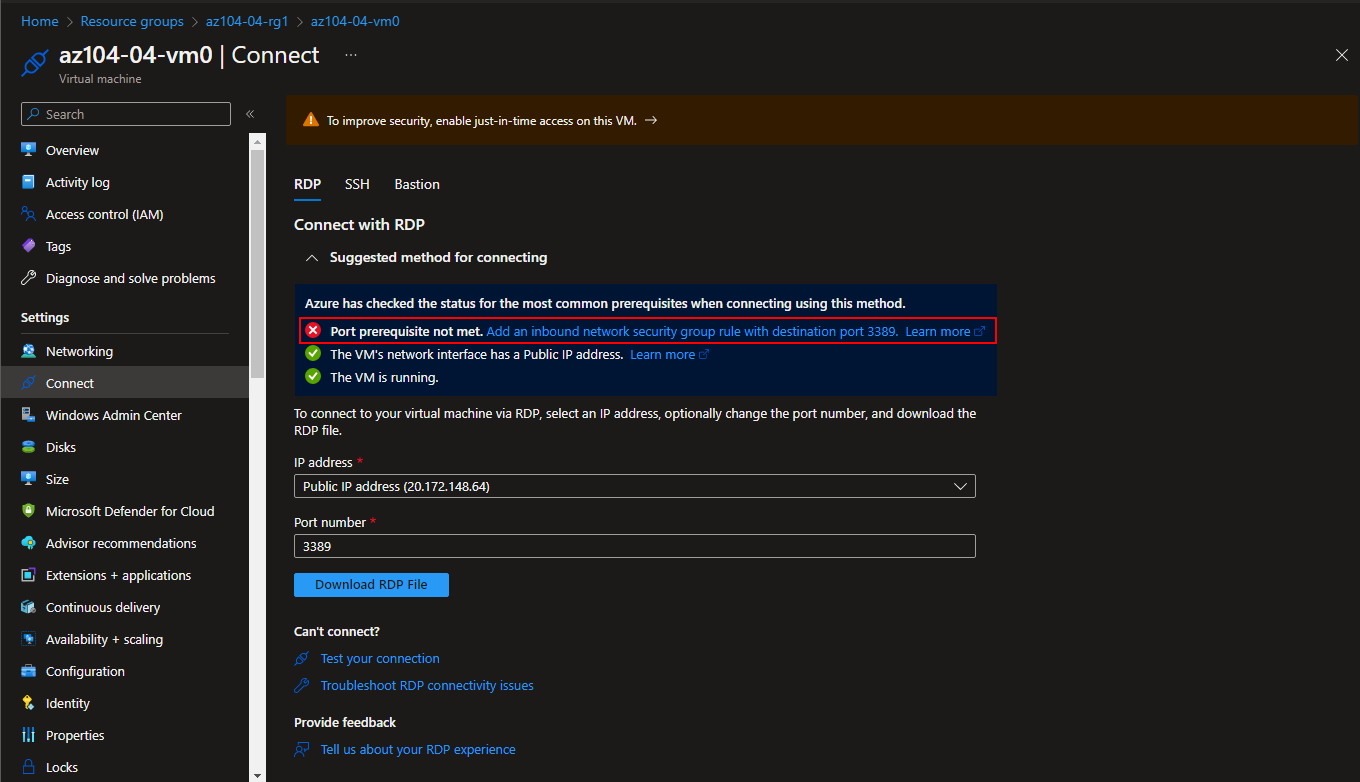 Home > Resource groups > az104-04-rg1 > az104-04-vm0
az104-04-vm0 | Connect ...
Virtual machine
Search
«
Overview
Activity log
Access control (IAM)
Tags
Diagnose and solve problems
Settings
Networking
Connect
Windows Admin Center
Disks
Size
Microsoft Defender for Cloud
Advisor recommendations
Extensions + applications
Continuous delivery
Availability + scaling
Configuration
Identity
Properties
Locks
To improve security, enable just-in-time access on this VM. →
RDP SSH Bastion
Connect with RDP
Suggested method for connecting
Azure has checked the status for the most common prerequisites when connecting using this method.
Port prerequisite not met. Add an inbound network security group rule with destination port 3389. Learn more
The VM's network interface has a Public IP address. Learn more
The VM is running.
To connect to your virtual machine via RDP, select an IP address, optionally change the port number, and download the
RDP file.
IP address *
Public IP address (20.172.148.64)
Port number *
3389
Download RDP File
Can't connect?
Test your connection
Troubleshoot RDP connectivity issues
Provide feedback
Tell us about your RDP experience